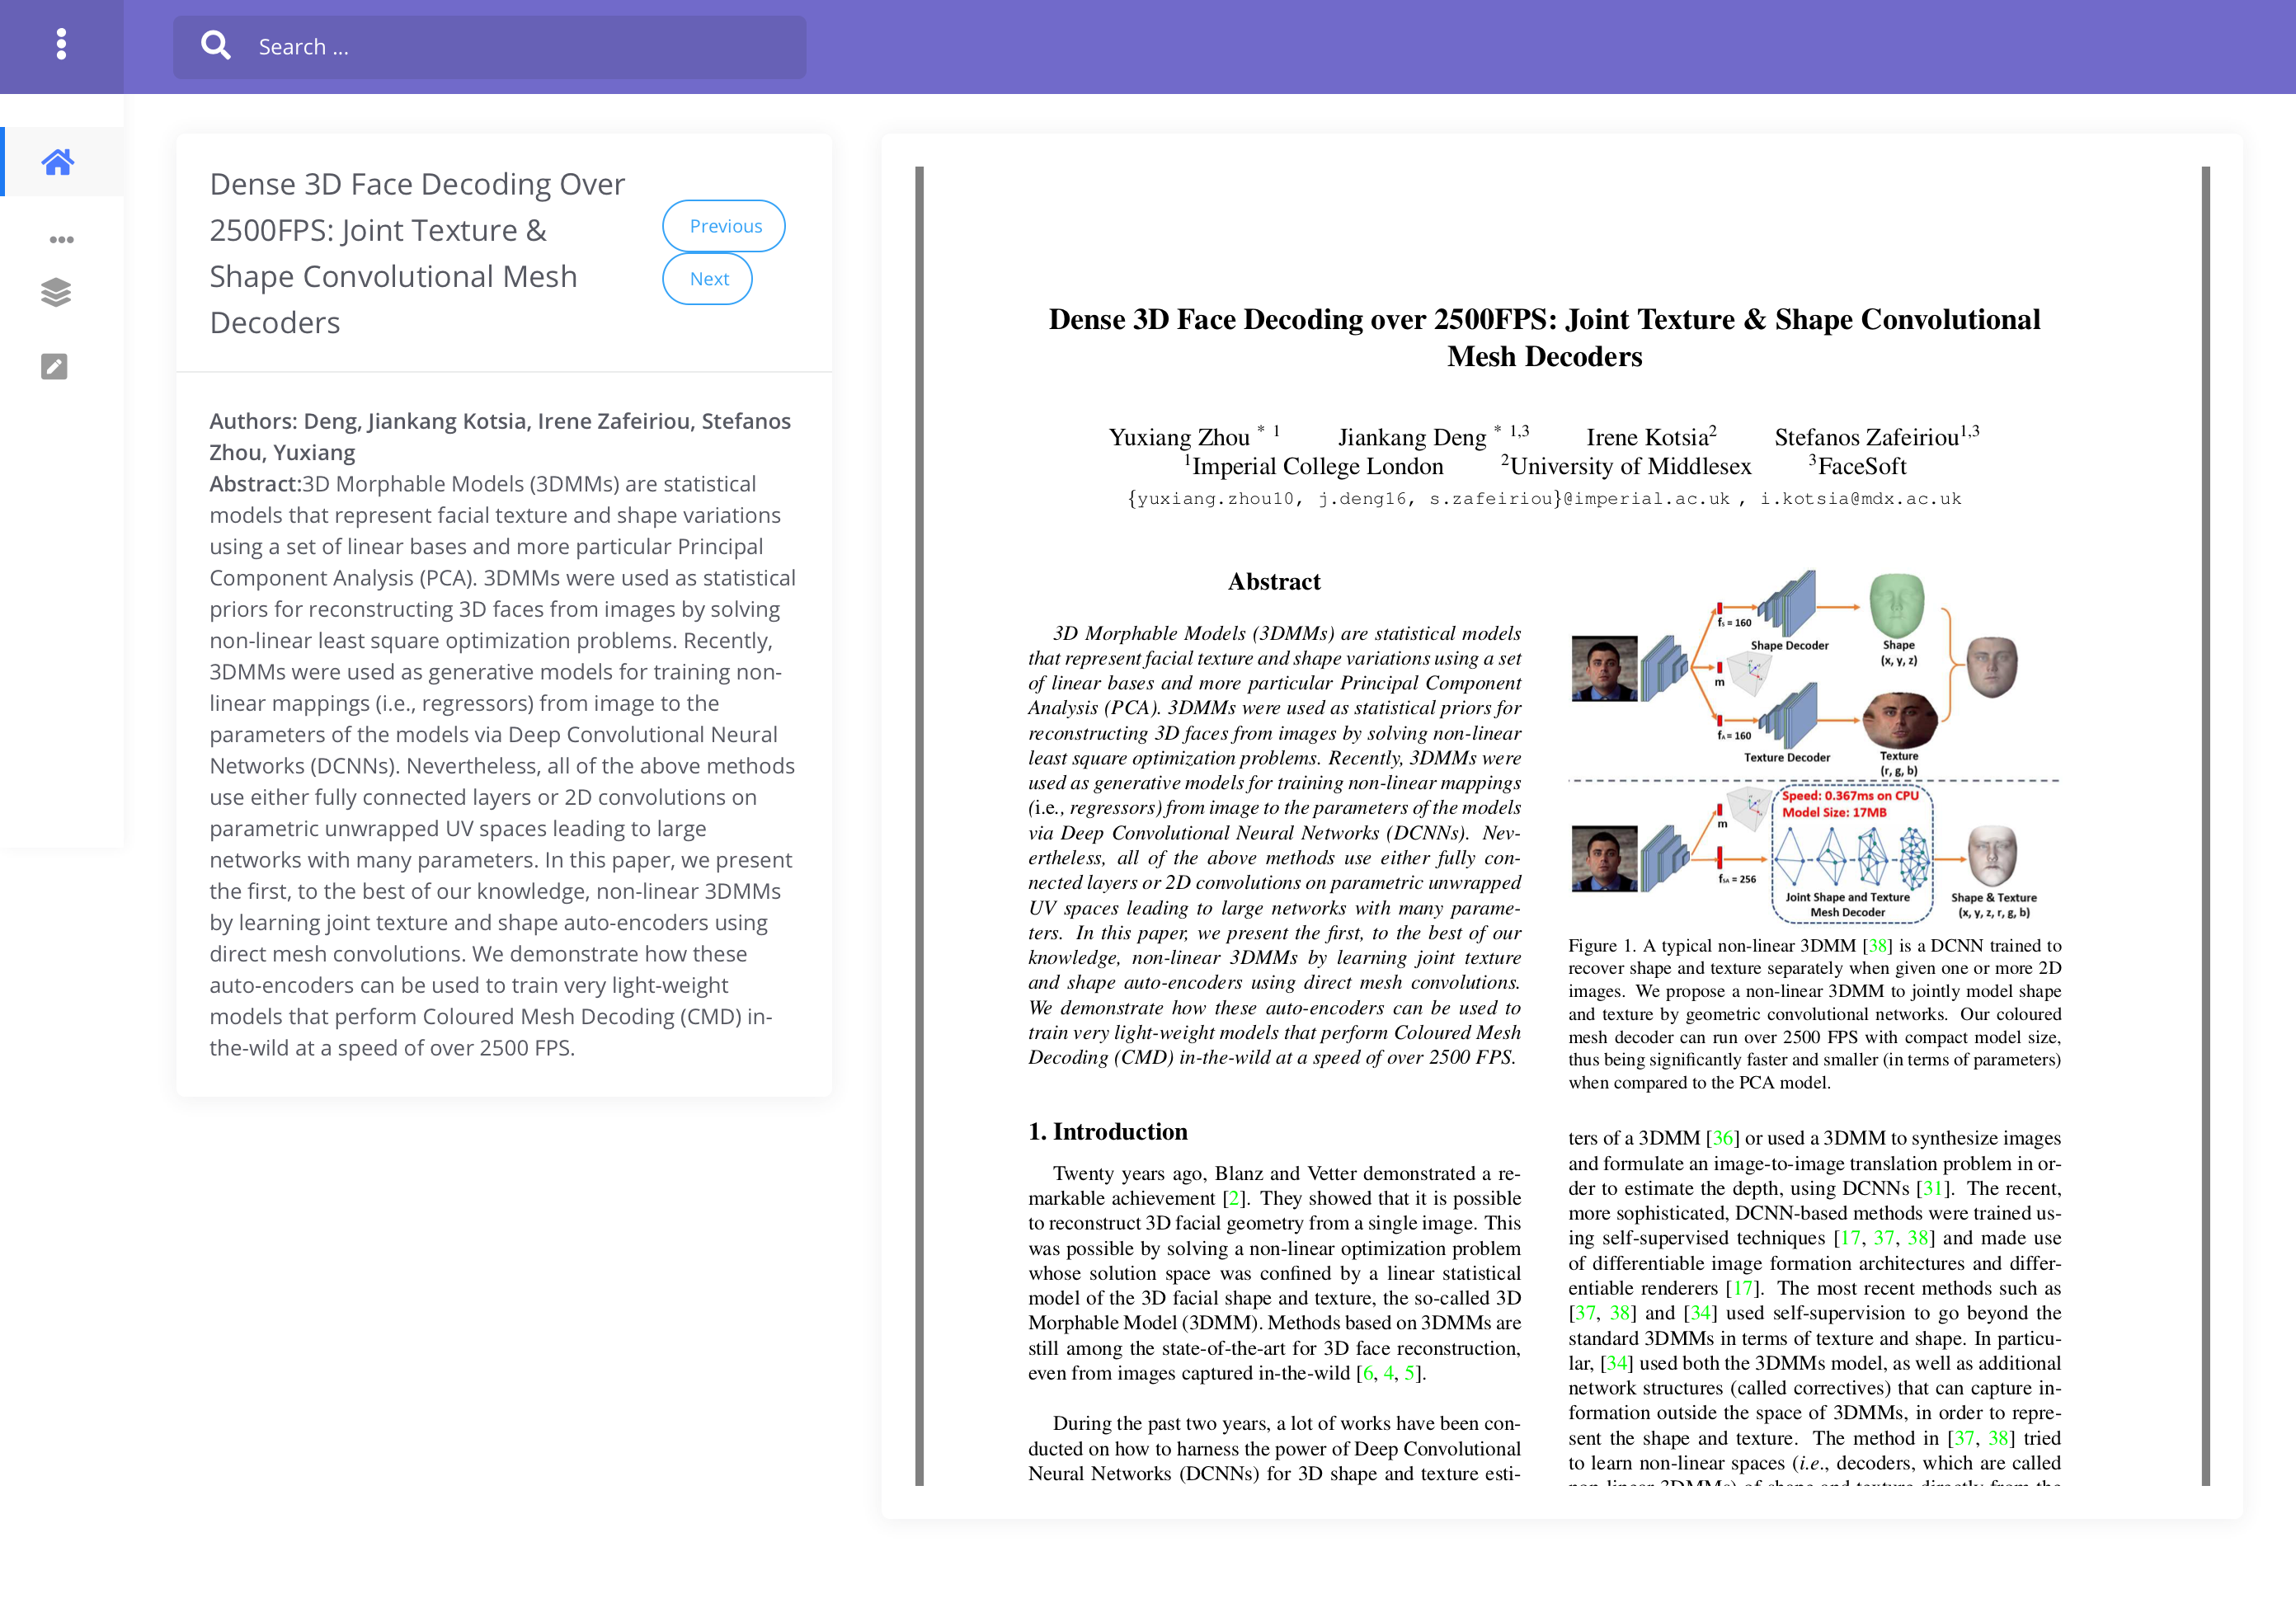 Search ...
Dense 3D Face Decoding Over
2500FPS: Joint Texture &
Shape Convolutional Mesh
Decoders
Previous
Next
Authors: Deng, Jiankang Kotsia, Irene Zafeiriou, Stefanos
Zhou, Yuxiang
Abstract:3D Morphable Models (3DMMs) are statistical
models that represent facial texture and shape variations
using a set of linear bases and more particular Principal
Component Analysis (PCA). 3DMMs were used as statistical
priors for reconstructing 3D faces from images by solving
non-linear least square optimization problems. Recently,
3DMMs were used as generative models for training non-
linear mappings (i.e., regressors) from image to the
parameters of the models via Deep Convolutional Neural
Networks (DCNNs). Nevertheless, all of the above methods
use either fully connected layers or 2D convolutions on
parametric unwrapped UV spaces leading to large
networks with many parameters. In this paper, we present
the first, to the best of our knowledge, non-linear 3DMMs
by learning joint texture and shape auto-encoders using
direct mesh convolutions. We demonstrate how these
auto-encoders can be used to train very light-weight
models that perform Coloured Mesh Decoding (CMD) in-
the-wild at a speed of over 2500 FPS.
Dense 3D Face Decoding over 2500FPS: Joint Texture & Shape Convolutional
Mesh Decoders
Yuxiang Zhou * 1 Jiankang Deng * 1,3 Irene Kotsia2 Stefanos Zafeiriou1,3
1Imperial College London 2University of Middlesex 3FaceSoft
{yuxiang.zhou10, j.deng16, s.zafeiriou}@imperial.ac.uk , i.kotsia@mdx.ac.uk
Abstract
3D Morphable Models (3DMMs) are statistical models
that represent facial texture and shape variations using a set
of linear bases and more particular Principal Component
Analysis (PCA). 3DMMs were used as statistical priors for
reconstructing 3D faces from images by solving non-linear
least square optimization problems. Recently, 3DMMs were
used as generative models for training non-linear mappings
(i.e., regressors) from image to the parameters of the models
via Deep Convolutional Neural Networks (DCNNs). Nev-
ertheless, all of the above methods use either fully con-
nected layers or 2D convolutions on parametric unwrapped
UV spaces leading to large networks with many parame-
ters. In this paper, we present the first, to the best of our
knowledge, non-linear 3DMMs by learning joint texture
and shape auto-encoders using direct mesh convolutions.
We demonstrate how these auto-encoders can be used to
train very light-weight models that perform Coloured Mesh
Decoding (CMD) in-the-wild at a speed of over 2500 FPS.
1. Introduction
Twenty years ago, Blanz and Vetter demonstrated a re-
markable achievement [2]. They showed that it is possible
to reconstruct 3D facial geometry from a single image. This
was possible by solving a non-linear optimization problem
whose solution space was confined by a linear statistical
model of the 3D facial shape and texture, the so-called 3D
Morphable Model (3DMM). Methods based on 3DMMs are
still among the state-of-the-art for 3D face reconstruction,
even from images captured in-the-wild [6, 4, 5].
During the past two years, a lot of works have been con-
ducted on how to harness the power of Deep Convolutional
Neural Networks (DCNNs) for 3D shape and texture esti-
fS = 160
Shape Decoder
Shape
(x, y, z)
m
fA = 160
Texture Decoder
Texture
(r, g, b)
Speed: 0.367ms on CPU
Model Size: 17MB
m
fSA = 256
Joint Shape and Texture
Mesh Decoder
Shape & Texture
(x, y, z, r, g, b)
Figure 1. A typical non-linear 3DMM [38] is a DCNN trained to
recover shape and texture separately when given one or more 2D
images. We propose a non-linear 3DMM to jointly model shape
and texture by geometric convolutional networks. Our coloured
mesh decoder can run over 2500 FPS with compact model size,
thus being significantly faster and smaller (in terms of parameters)
when compared to the PCA model.
ters of a 3DMM [36] or used a 3DMM to synthesize images
and formulate an image-to-image translation problem in or-
der to estimate the depth, using DCNNs [31]. The recent,
more sophisticated, DCNN-based methods were trained us-
ing self-supervised techniques [17, 37, 38] and made use
of differentiable image formation architectures and differ-
entiable renderers [17]. The most recent methods such as
[37, 38] and [34] used self-supervision to go beyond the
standard 3DMMs in terms of texture and shape. In particu-
lar, [34] used both the 3DMMs model, as well as additional
network structures (called correctives) that can capture in-
formation outside the space of 3DMMs, in order to repre-
sent the shape and texture. The method in [37, 38] tried
to learn non-linear spaces (i.e., decoders, which are called